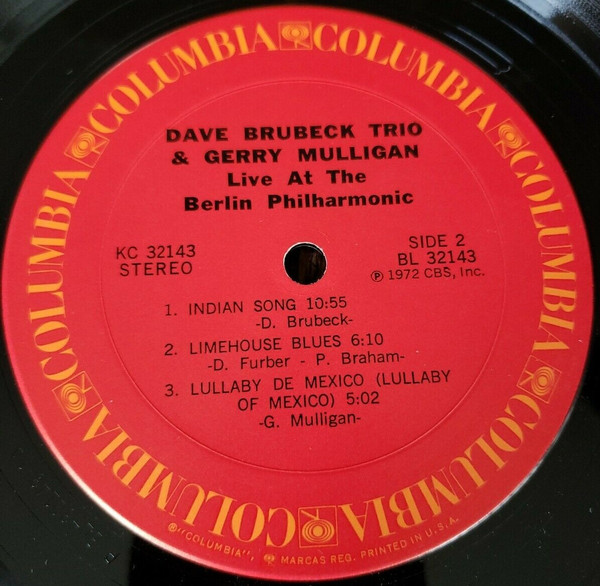 COLUMBIA COLUMBIA COLUMBIA COLUMBIA COLUMBIA COLUMBIA
DAVE BRUBECK TRIO
& GERRY MULLIGAN
Live At The
Berlin Philharmonic
KC 32143
STEREO
SIDE 2
BL 32143
Ⓟ 1972 CBS, Inc.
1. INDIAN SONG 10:55
-D. Brubeck-
2. LIMEHOUSE BLUES 6:10
-D. Furber - P. Braham-
3. LULLABY DE MEXICO (LULLABY
OF MEXICO) 5:02
-G. Mulligan-
®"COLUMBIA", MARCAS REG. PRINTED IN U.S.A.